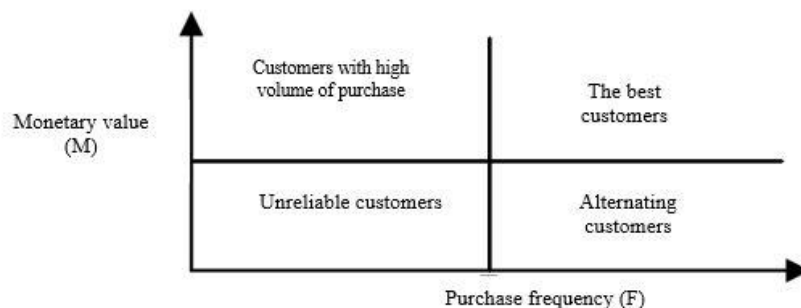 Customers with high
volume of purchase
The best
customers
Monetary value
(M)
Unreliable customers
Alternating
customers
Purchase frequency (F)